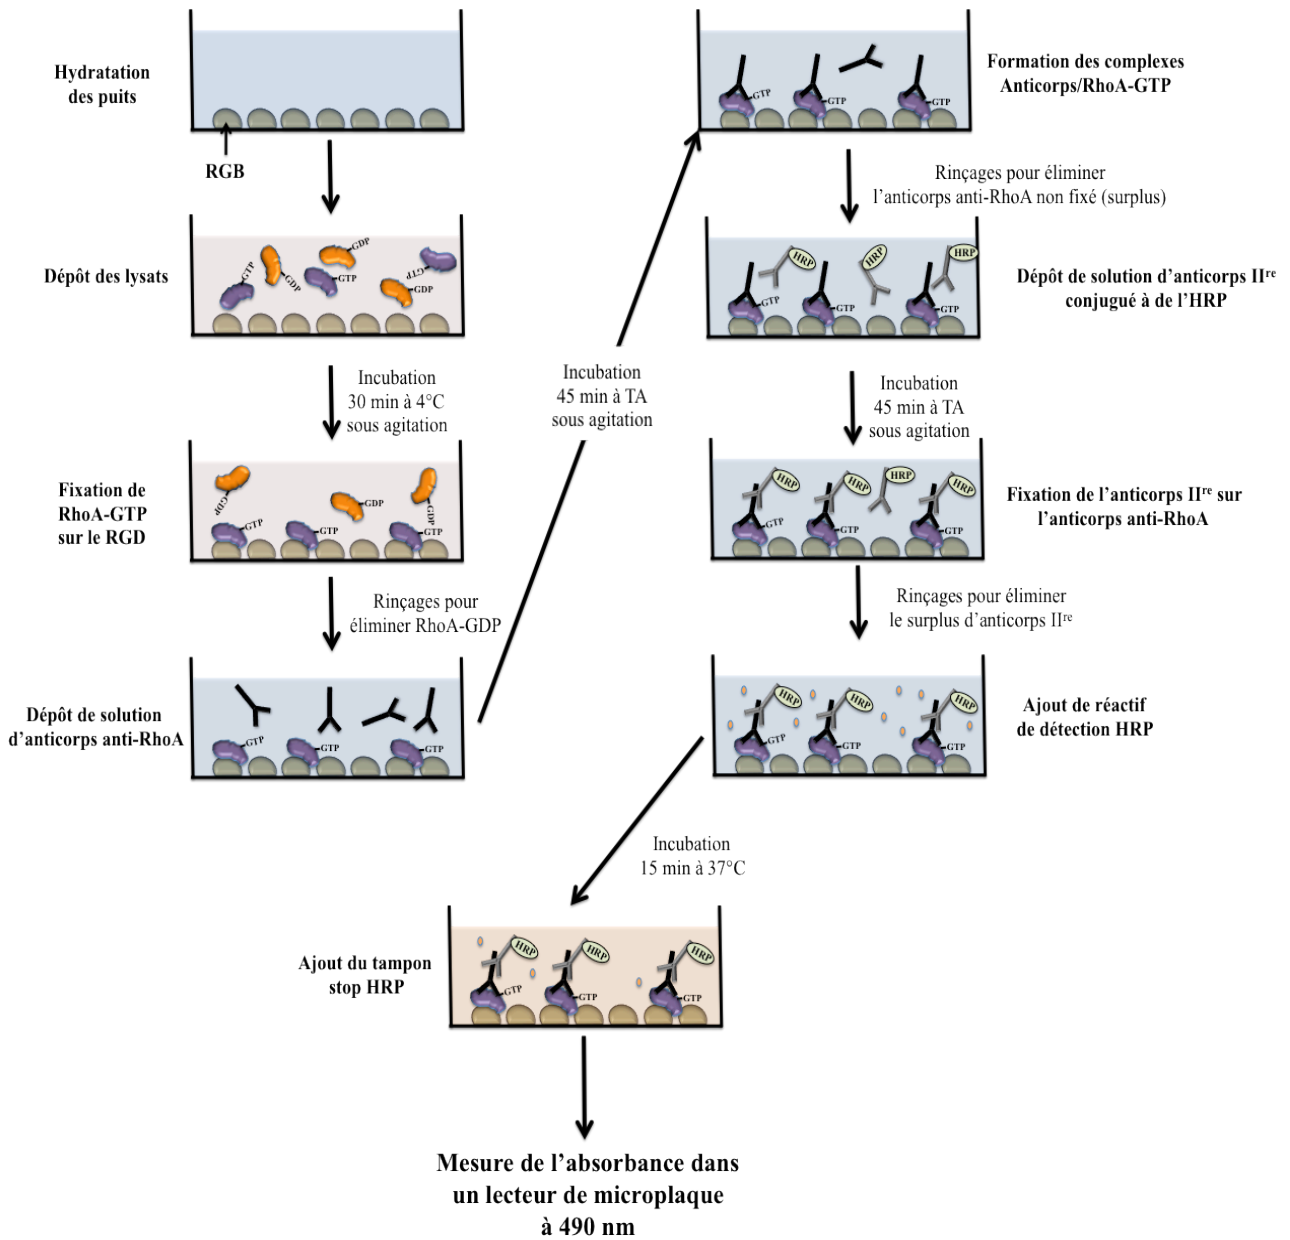 Hydratation
des puits
RGB
Dépôt des lysats
GTP
GDP
GDP
GTP
GTP
GDP
Incubation
30 min à 4°C
sous agitation
Fixation de
RhoA-GTP
sur le RGD
GDP
GTP
GTP
GDP
GDP
GTP
Rinçages pour
éliminer RhoA-GDP
Dépôt de solution
d'anticorps anti-RhoA
GTP
GTP
GTP
Incubation
45 min à TA
sous agitation
Formation des complexes
Anticorps/RhoA-GTP
GTP
GTP
GTP
Rinçages pour éliminer
l'anticorps anti-RhoA non fixé (surplus)
Dépôt de solution d'anticorps IIre
conjugué à de l'HRP
HRP
HRP
HRP
GTP
GTP
GTP
Incubation
45 min à TA
sous agitation
Fixation de l'anticorps IIre sur
l'anticorps anti-RhoA
HRP
HRP
HRP
HRP
GTP
GTP
GTP
Rinçages pour éliminer
le surplus d'anticorps IIre
Ajout de réactif
de détection HRP
HRP
HRP
HRP
GTP
GTP
GTP
Incubation
15 min à 37°C
Ajout du tampon
stop HRP
HRP
HRP
HRP
GTP
GTP
GTP
Mesure de l'absorbance dans
un lecteur de microplaque
à 490 nm